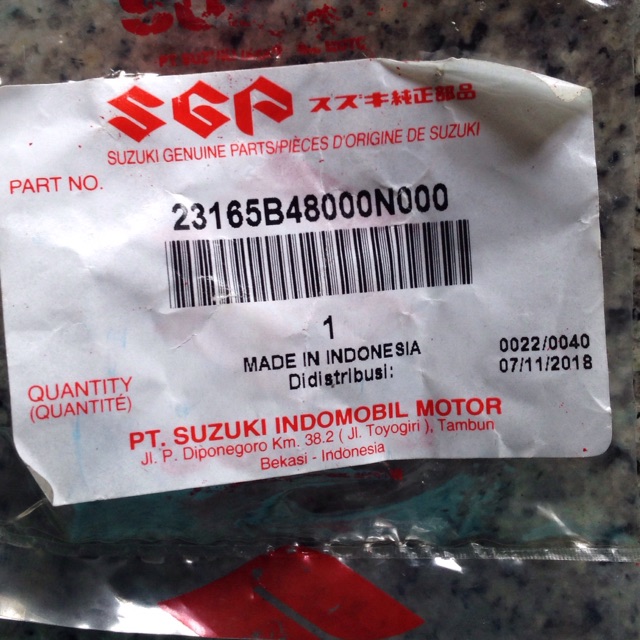 SGP スズキ純正部品
SUZUKI GENUINE PARTS/PIÈCES D'ORIGINE DE SUZUKI
PART NO.
23165B48000N000
1
MADE IN INDONESIA
Didistribusi:
0022/0040
07/11/2018
QUANTITY
(QUANTITÉ)
PT. SUZUKI INDOMOBIL MOTOR
Jl. P. Diponegoro Km. 38.2 ( Jl. Toyogiri ), Tambun
Bekasi - Indonesia